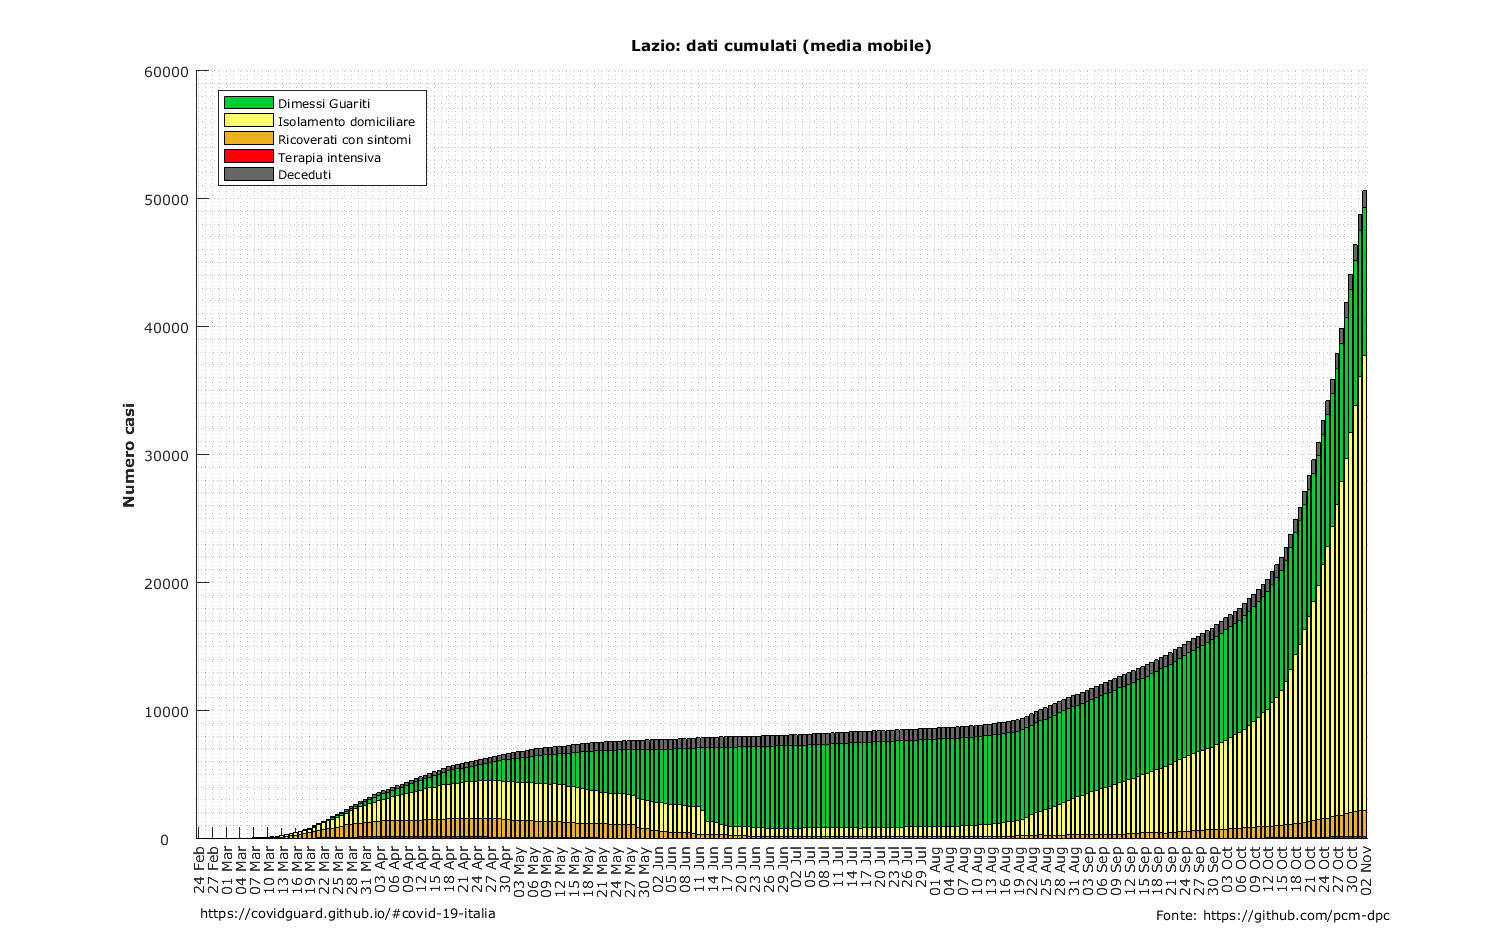 Lazio: dati cumulati (media mobile)
60000
50000
40000
30000
20000
10000
0
Numero casi
Dimessi Guariti
Isolamento domiciliare
Ricoverati con sintomi
Terapia intensiva
Deceduti
24 Feb
27 Feb
01 Mar
04 Mar
07 Mar
10 Mar
13 Mar
16 Mar
19 Mar
22 Mar
25 Mar
28 Mar
31 Mar
03 Apr
06 Apr
09 Apr
12 Apr
15 Apr
18 Apr
21 Apr
24 Apr
27 Apr
30 Apr
03 May
06 May
09 May
12 May
15 May
18 May
21 May
24 May
27 May
30 May
02 Jun
05 Jun
08 Jun
11 Jun
14 Jun
17 Jun
20 Jun
23 Jun
26 Jun
29 Jun
02 Jul
05 Jul
08 Jul
11 Jul
14 Jul
17 Jul
20 Jul
23 Jul
26 Jul
29 Jul
01 Aug
04 Aug
07 Aug
10 Aug
13 Aug
16 Aug
19 Aug
22 Aug
25 Aug
28 Aug
31 Aug
03 Sep
06 Sep
09 Sep
12 Sep
15 Sep
18 Sep
21 Sep
24 Sep
27 Sep
30 Sep
03 Oct
06 Oct
09 Oct
12 Oct
15 Oct
18 Oct
21 Oct
24 Oct
27 Oct
30 Oct
02 Nov
https://covidguard.github.io/#covid-19-italia
Fonte: https://github.com/pcm-dpc